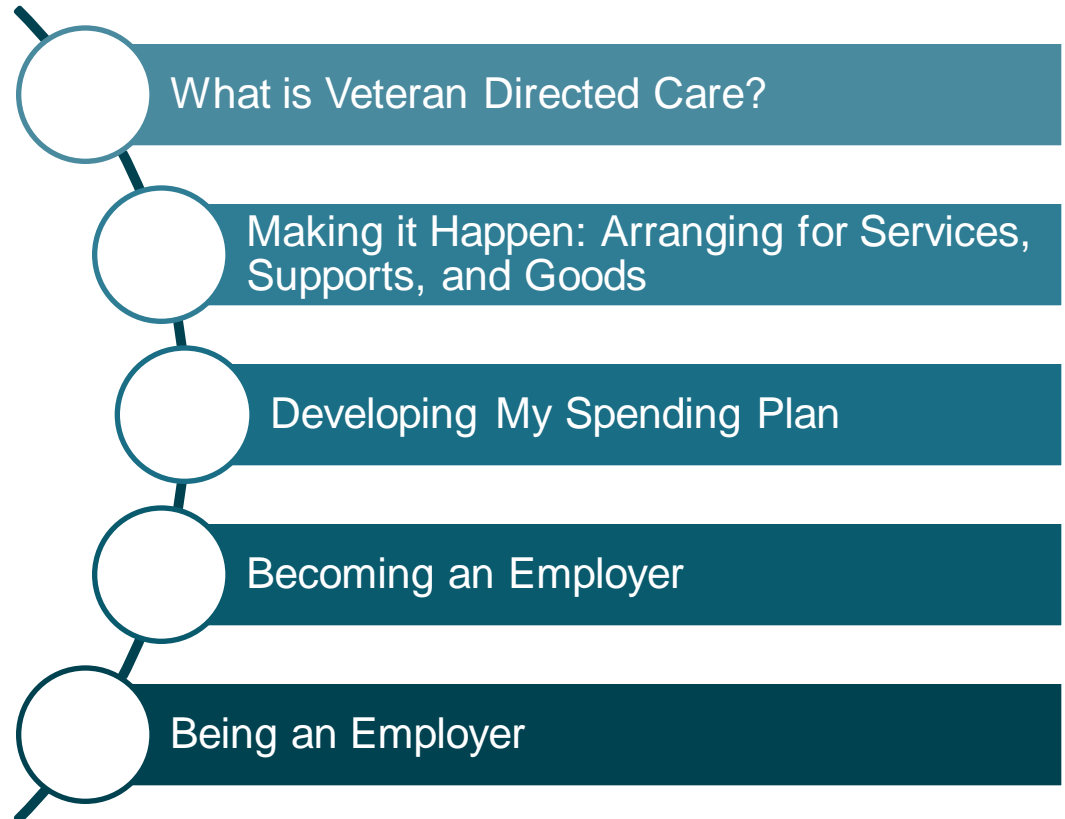 What is Veteran Directed Care?
Making it Happen: Arranging for Services,
Supports, and Goods
Developing My Spending Plan
Becoming an Employer
Being an Employer